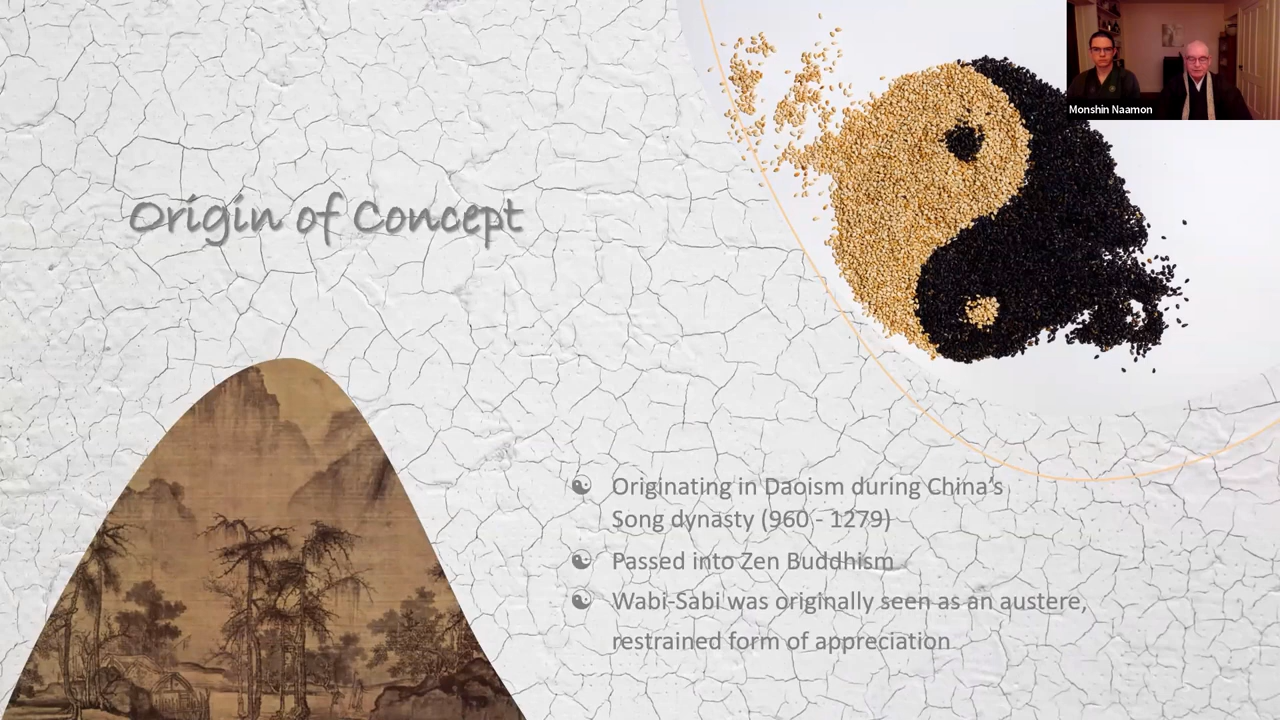 Monshin Naamon
Origin of Concept
Originating in Daoism during China's
Song dynasty (960 - 1279)
Passed into Zen Buddhism
Wabi-Sabi was originally seen as an austere,
restrained form of appreciation